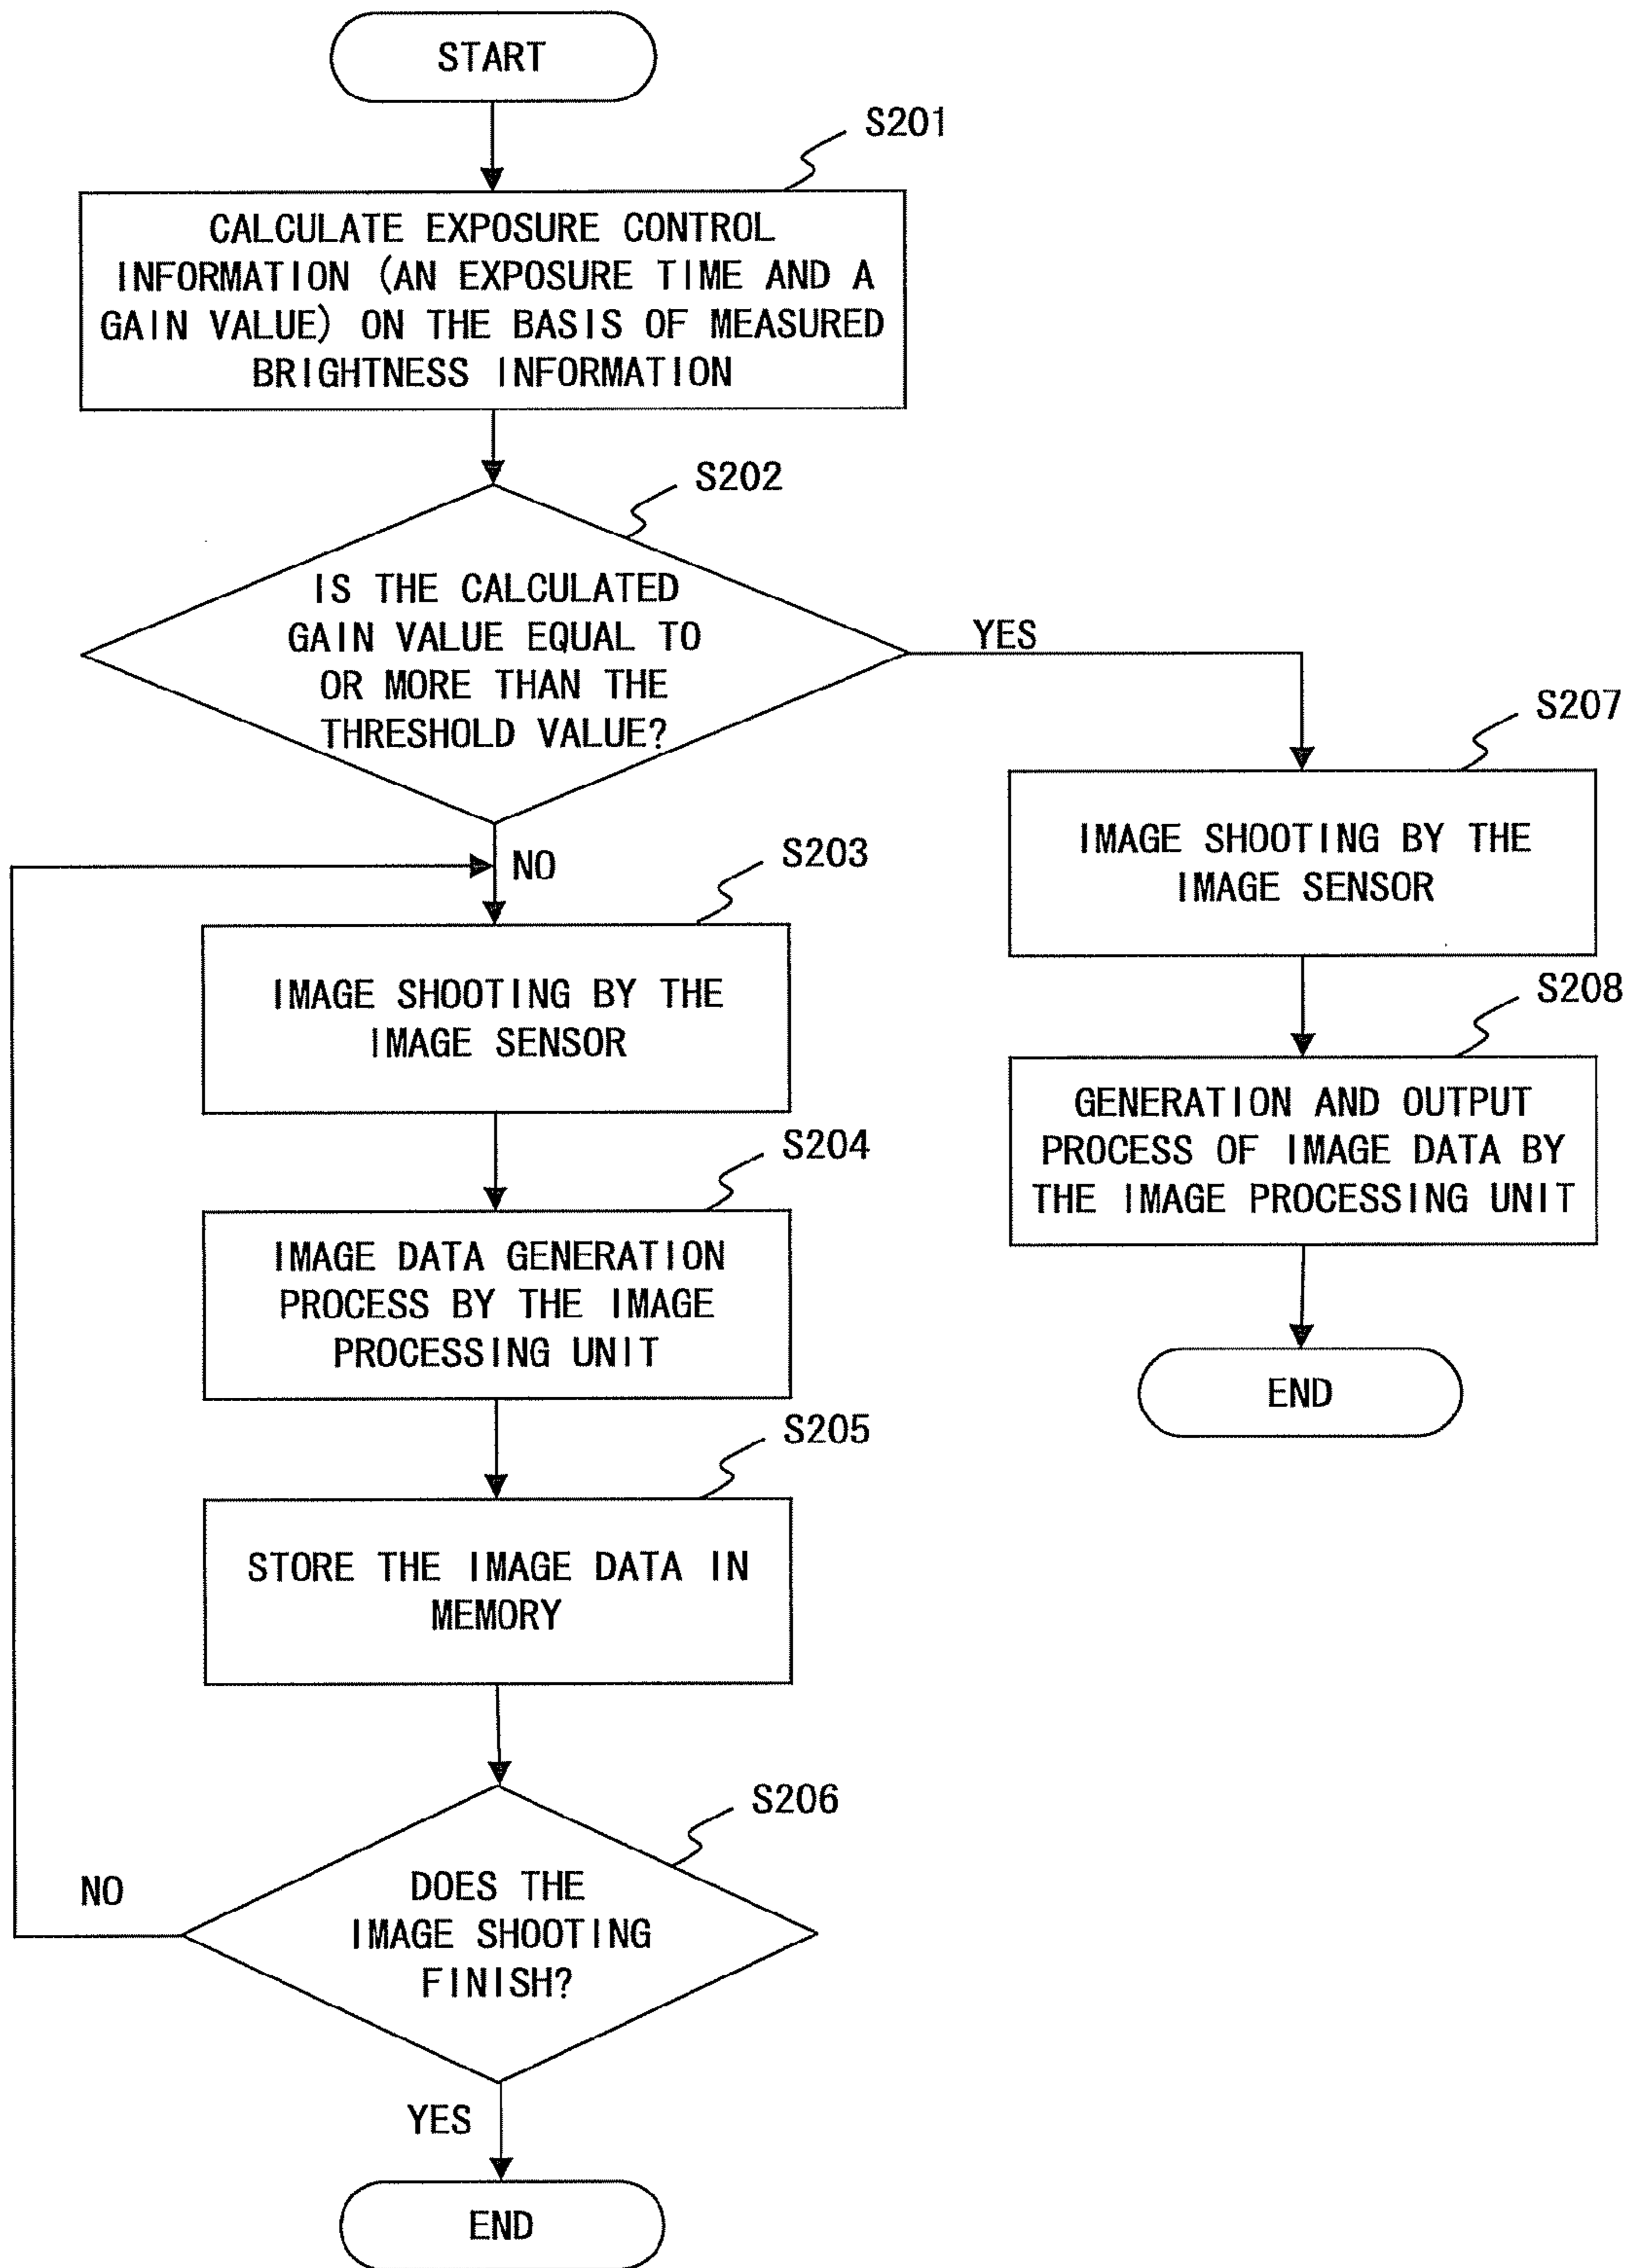 START
S201
CALCULATE EXPOSURE CONTROL
INFORMATION (AN EXPOSURE TIME AND A
GAIN VALUE) ON THE BASIS OF MEASURED
BRIGHTNESS INFORMATION
S202
IS THE CALCULATED
GAIN VALUE EQUAL TO
OR MORE THAN THE
THRESHOLD VALUE?
YES
NO
S203
IMAGE SHOOTING BY THE
IMAGE SENSOR
S204
IMAGE DATA GENERATION
PROCESS BY THE IMAGE
PROCESSING UNIT
S205
STORE THE IMAGE DATA IN
MEMORY
S206
DOES THE
IMAGE SHOOTING
FINISH?
NO
YES
END
S207
IMAGE SHOOTING BY THE
IMAGE SENSOR
S208
GENERATION AND OUTPUT
PROCESS OF IMAGE DATA BY
THE IMAGE PROCESSING UNIT
END